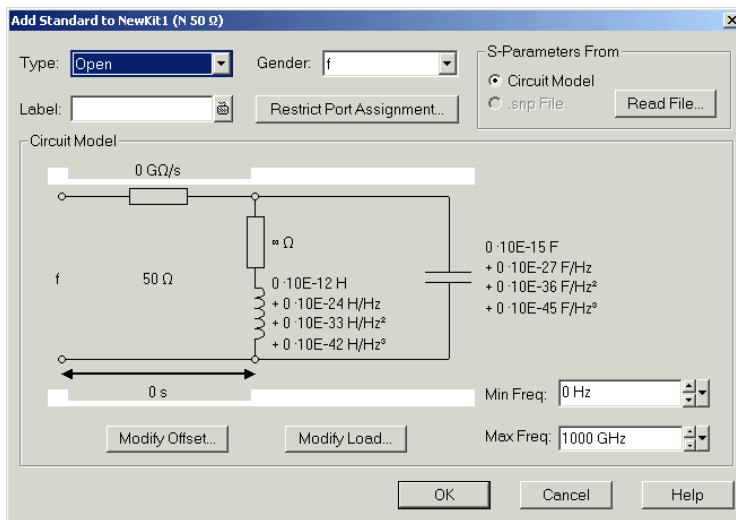 Add Standard to NewKit1 (N 50 Ω)
Type: Open
Gender: f
S-Parameters From
Circuit Model
.snp File
Read File...
Label:
Restrict Port Assignment...
Circuit Model
0 GΩ/s
∞ Ω
f
50 Ω
0 ·10E-12 H
+ 0 ·10E-24 H/Hz
+ 0 ·10E-33 H/Hz²
+ 0 ·10E-42 H/Hz³
0 ·10E-15 F
+ 0 ·10E-27 F/Hz
+ 0 ·10E-36 F/Hz²
+ 0 ·10E-45 F/Hz³
0 s
Min Freq: 0 Hz
Max Freq: 1000 GHz
Modify Offset...
Modify Load...
OK
Cancel
Help